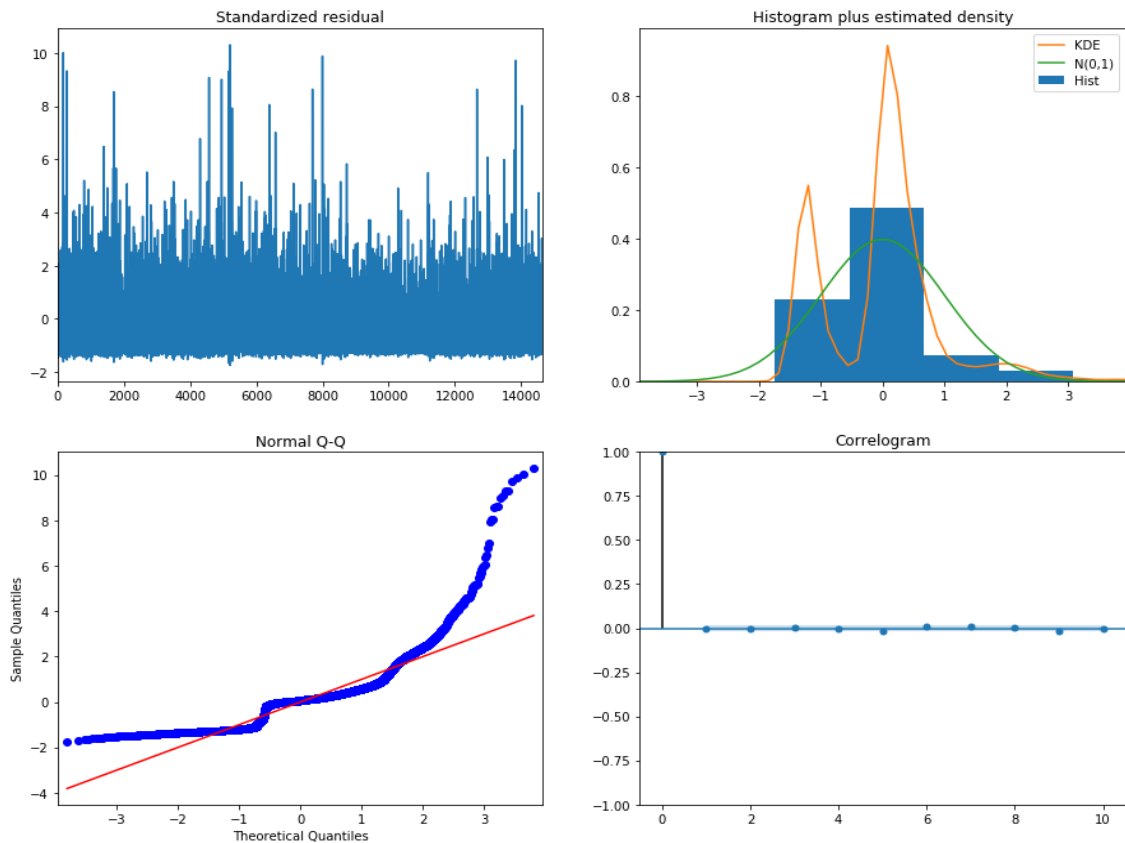 Standardized residual
10
8
6
4
2
0
−2
0 2000 4000 6000 8000 10000 12000 14000
Histogram plus estimated density
KDE
N(0,1)
Hist
0.8
0.6
0.4
0.2
0.0
−3 −2 −1 0 1 2 3
Normal Q-Q
Sample Quantiles
10
8
6
4
2
0
−2
−4
−3 −2 −1 0 1 2 3
Theoretical Quantiles
Correlogram
1.00
0.75
0.50
0.25
0.00
−0.25
−0.50
−0.75
−1.00
0 2 4 6 8 10